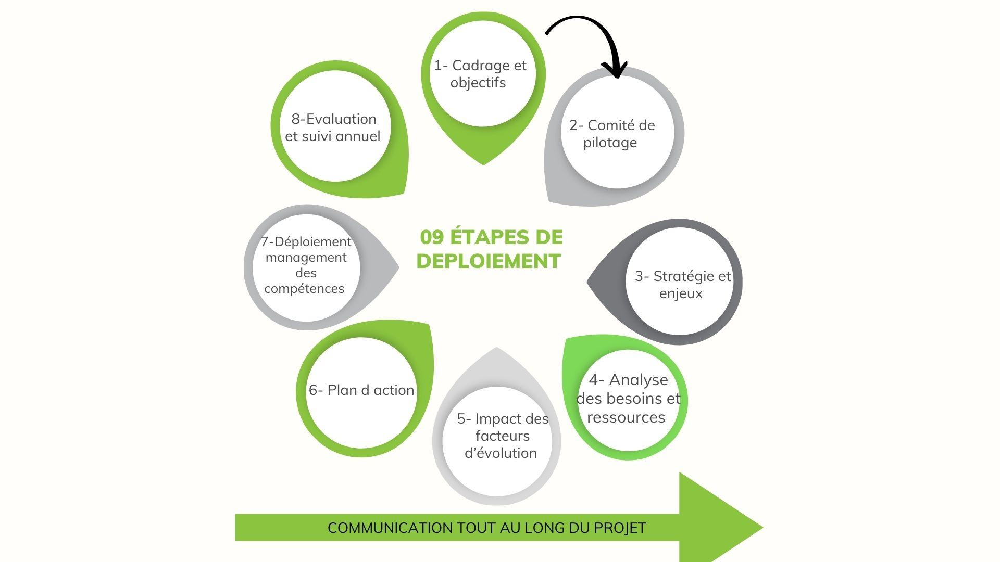 1- Cadrage et
objectifs
2- Comité de
pilotage
3- Stratégie et
enjeux
4- Analyse
des besoins et
ressources
5- Impact des
facteurs
d’évolution
6- Plan d action
7-Déploiement
management
des
compétences
8-Evaluation
et suivi annuel
09 ÉTAPES DE
DEPLOIEMENT
COMMUNICATION TOUT AU LONG DU PROJET